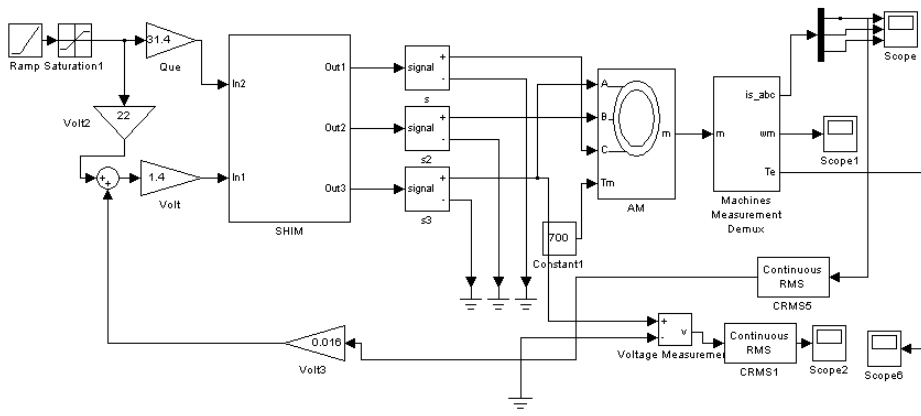 Ramp
Saturation1
31.4
Que
22
Volt2
1.4
Volt
In2
In1
Out1
Out2
Out3
SHIM
signal
+
-
s
signal
+
-
s2
signal
+
-
s3
A
B
C
Tm
m
AM
700
Constant1
m
is_abc
wm
Te
Machines
Measurement
Demux
Scope
Scope1
Continuous
RMS
CRMS5
+
-
v
Voltage Measurement
Continuous
RMS
CRMS1
Scope2
Scope6
0.016
Volt3
+
+